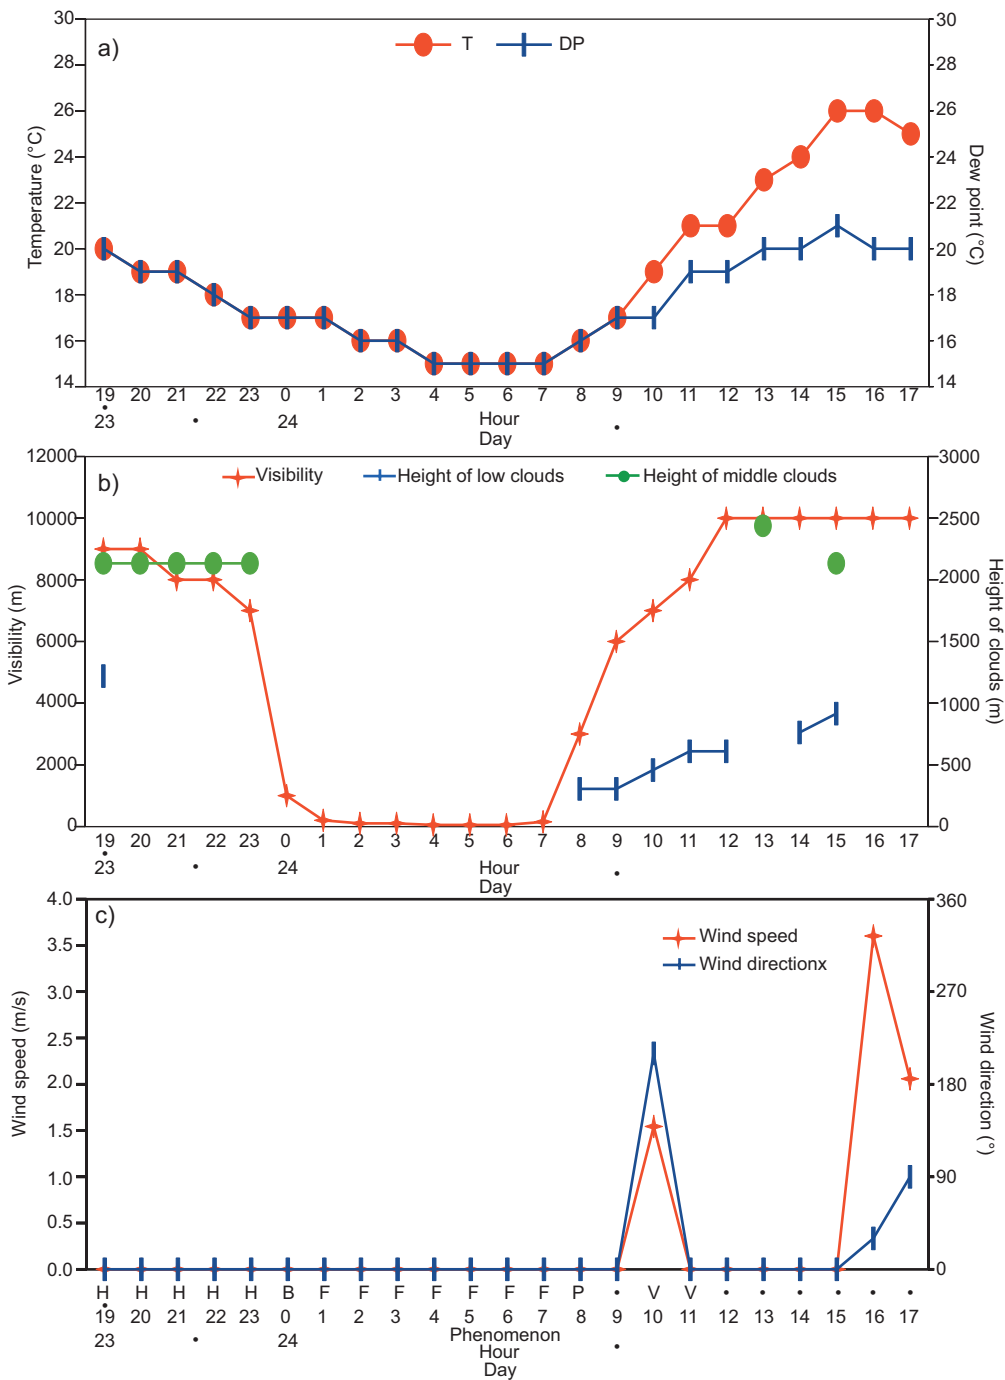 a)
T
DP
30
28
26
24
22
20
18
16
14
Temperature (°C)
30
28
26
24
22
20
18
16
14
Dew point (°C)
19 20 21 22 23 0 1 2 3 4 5 6 7 8 9 10 11 12 13 14 15 16 17
Hour
23 24
Day
b)
Visibility
Height of low clouds
Height of middle clouds
12000
10000
8000
6000
4000
2000
0
Visibility (m)
3000
2500
2000
1500
1000
500
0
Height of clouds (m)
19 20 21 22 23 0 1 2 3 4 5 6 7 8 9 10 11 12 13 14 15 16 17
Hour
23 24
Day
c)
Wind speed
Wind directionx
4.0
3.5
3.0
2.5
2.0
1.5
1.0
0.5
0.0
Wind speed (m/s)
360
270
180
90
0
Wind direction (°)
H H H H H B F F F F F F F P • V V • • • • • •
19 20 21 22 23 0 1 2 3 4 5 6 7 8 9 10 11 12 13 14 15 16 17
Phenomenon
23 24
Hour
Day